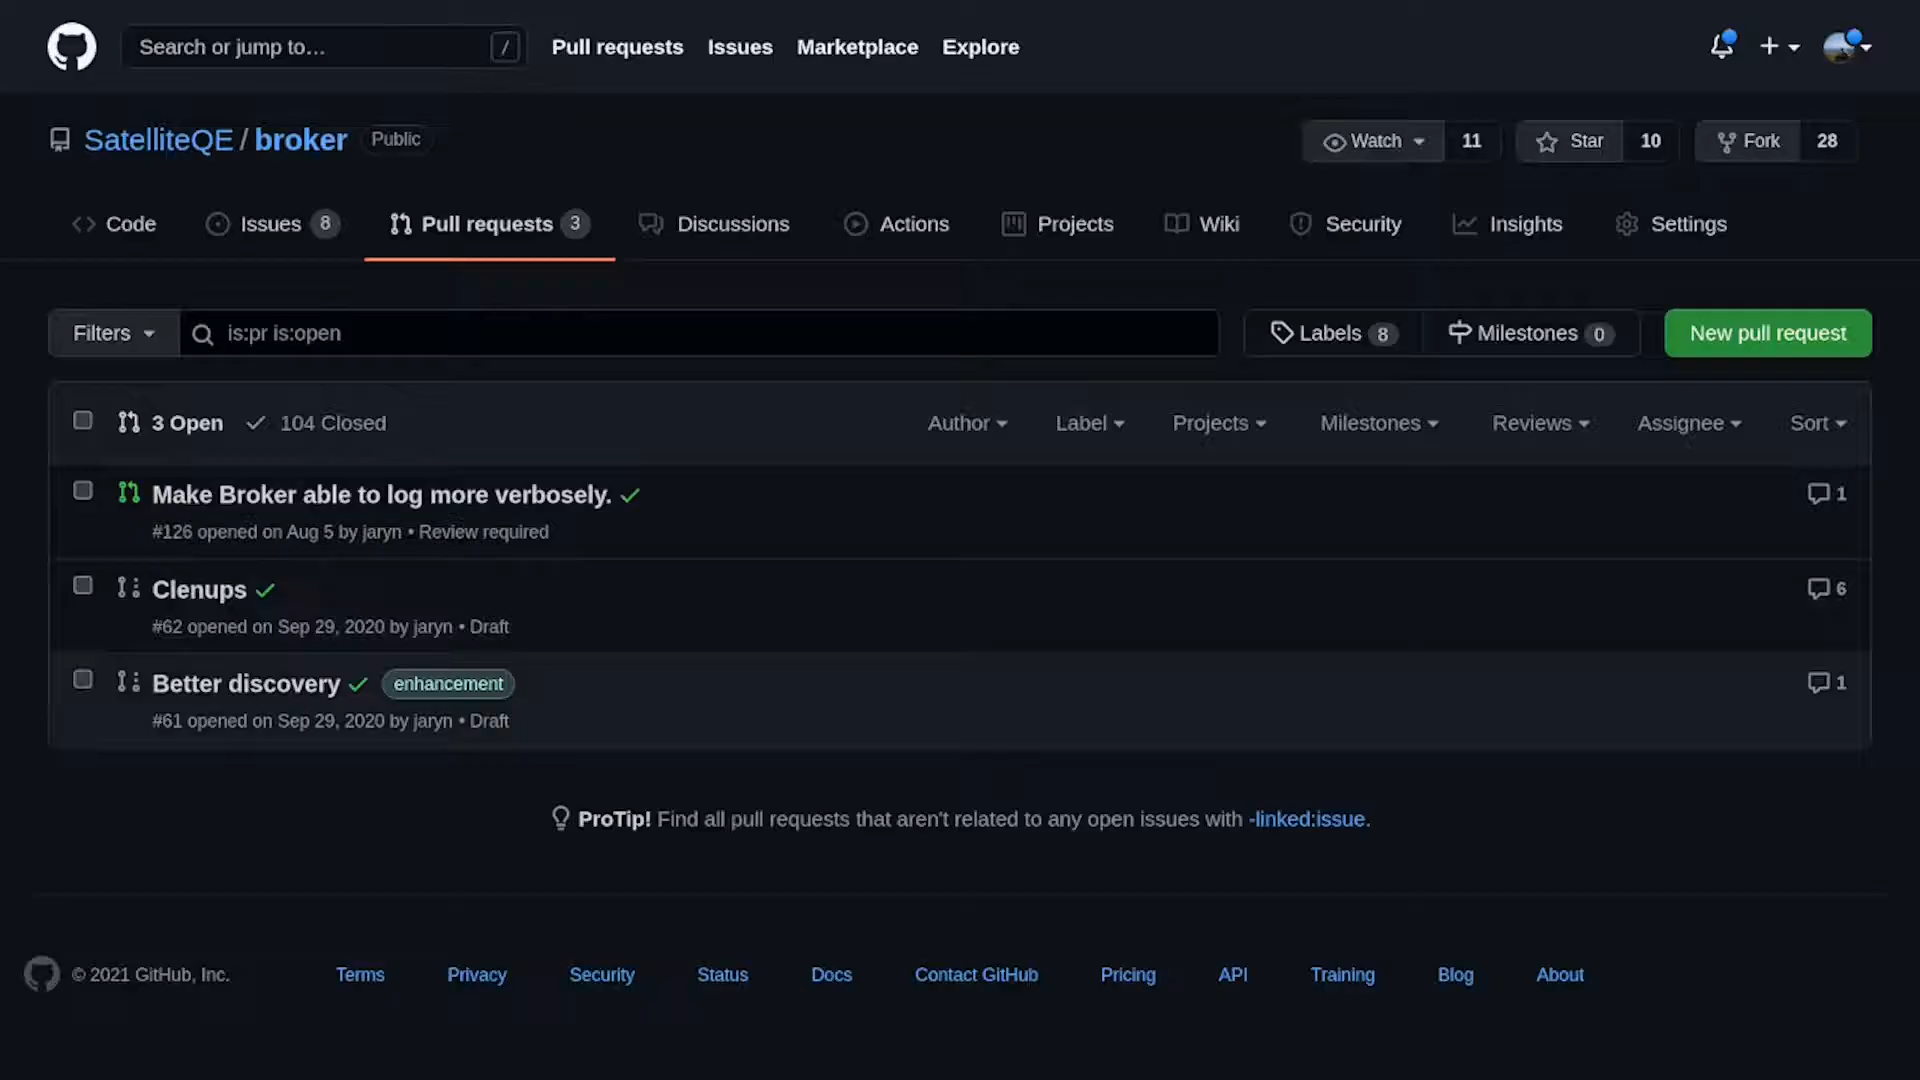 Search or jump to… / Pull requests Issues Marketplace Explore
SatelliteQE / broker Public Watch 11 Star 10 Fork 28
Code Issues 8 Pull requests 3 Discussions Actions Projects Wiki Security Insights Settings
Filters is:pr is:open Labels 8 Milestones 0 New pull request
3 Open 104 Closed Author Label Projects Milestones Reviews Assignee Sort
Make Broker able to log more verbosely. 1
#126 opened on Aug 5 by jaryn • Review required
Clenups 6
#62 opened on Sep 29, 2020 by jaryn • Draft
Better discovery enhancement 1
#61 opened on Sep 29, 2020 by jaryn • Draft
ProTip! Find all pull requests that aren't related to any open issues with -linked:issue.
© 2021 GitHub, Inc. Terms Privacy Security Status Docs Contact GitHub Pricing API Training Blog About